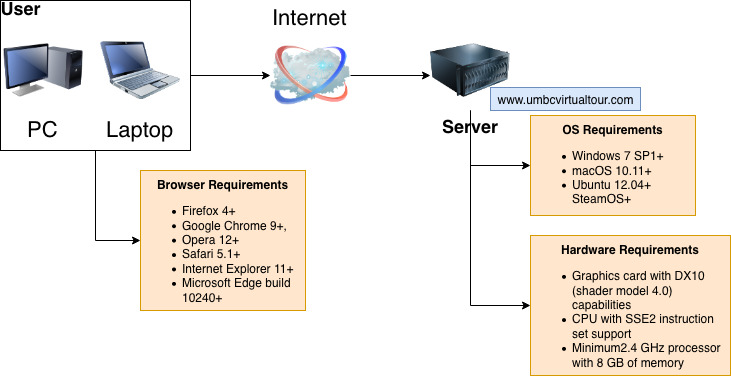 User
Internet
PC
Laptop
www.umbcvirtualtour.com
Server
OS Requirements
• Windows 7 SP1+
• macOS 10.11+
• Ubuntu 12.04+
SteamOS+
Browser Requirements
• Firefox 4+
• Google Chrome 9+,
• Opera 12+
• Safari 5.1+
• Internet Explorer 11+
• Microsoft Edge build
10240+
Hardware Requirements
• Graphics card with DX10
(shader model 4.0)
capabilities
• CPU with SSE2 instruction
set support
• Minimum2.4 GHz processor
with 8 GB of memory